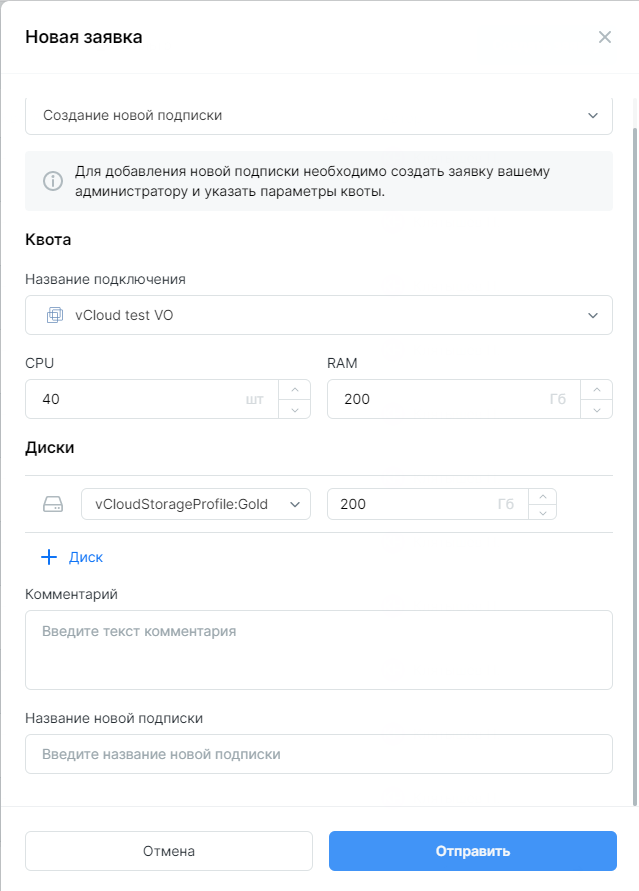 Новая заявка
Создание новой подписки
Для добавления новой подписки необходимо создать заявку вашему
администратору и указать параметры квоты.
Квота
Название подключения
vCloud test VO
CPU
RAM
40 шт
200 Гб
Диски
vCloudStorageProfile:Gold
200 Гб
Диск
Комментарий
Введите текст комментария
Название новой подписки
Введите название новой подписки
Отмена
Отправить